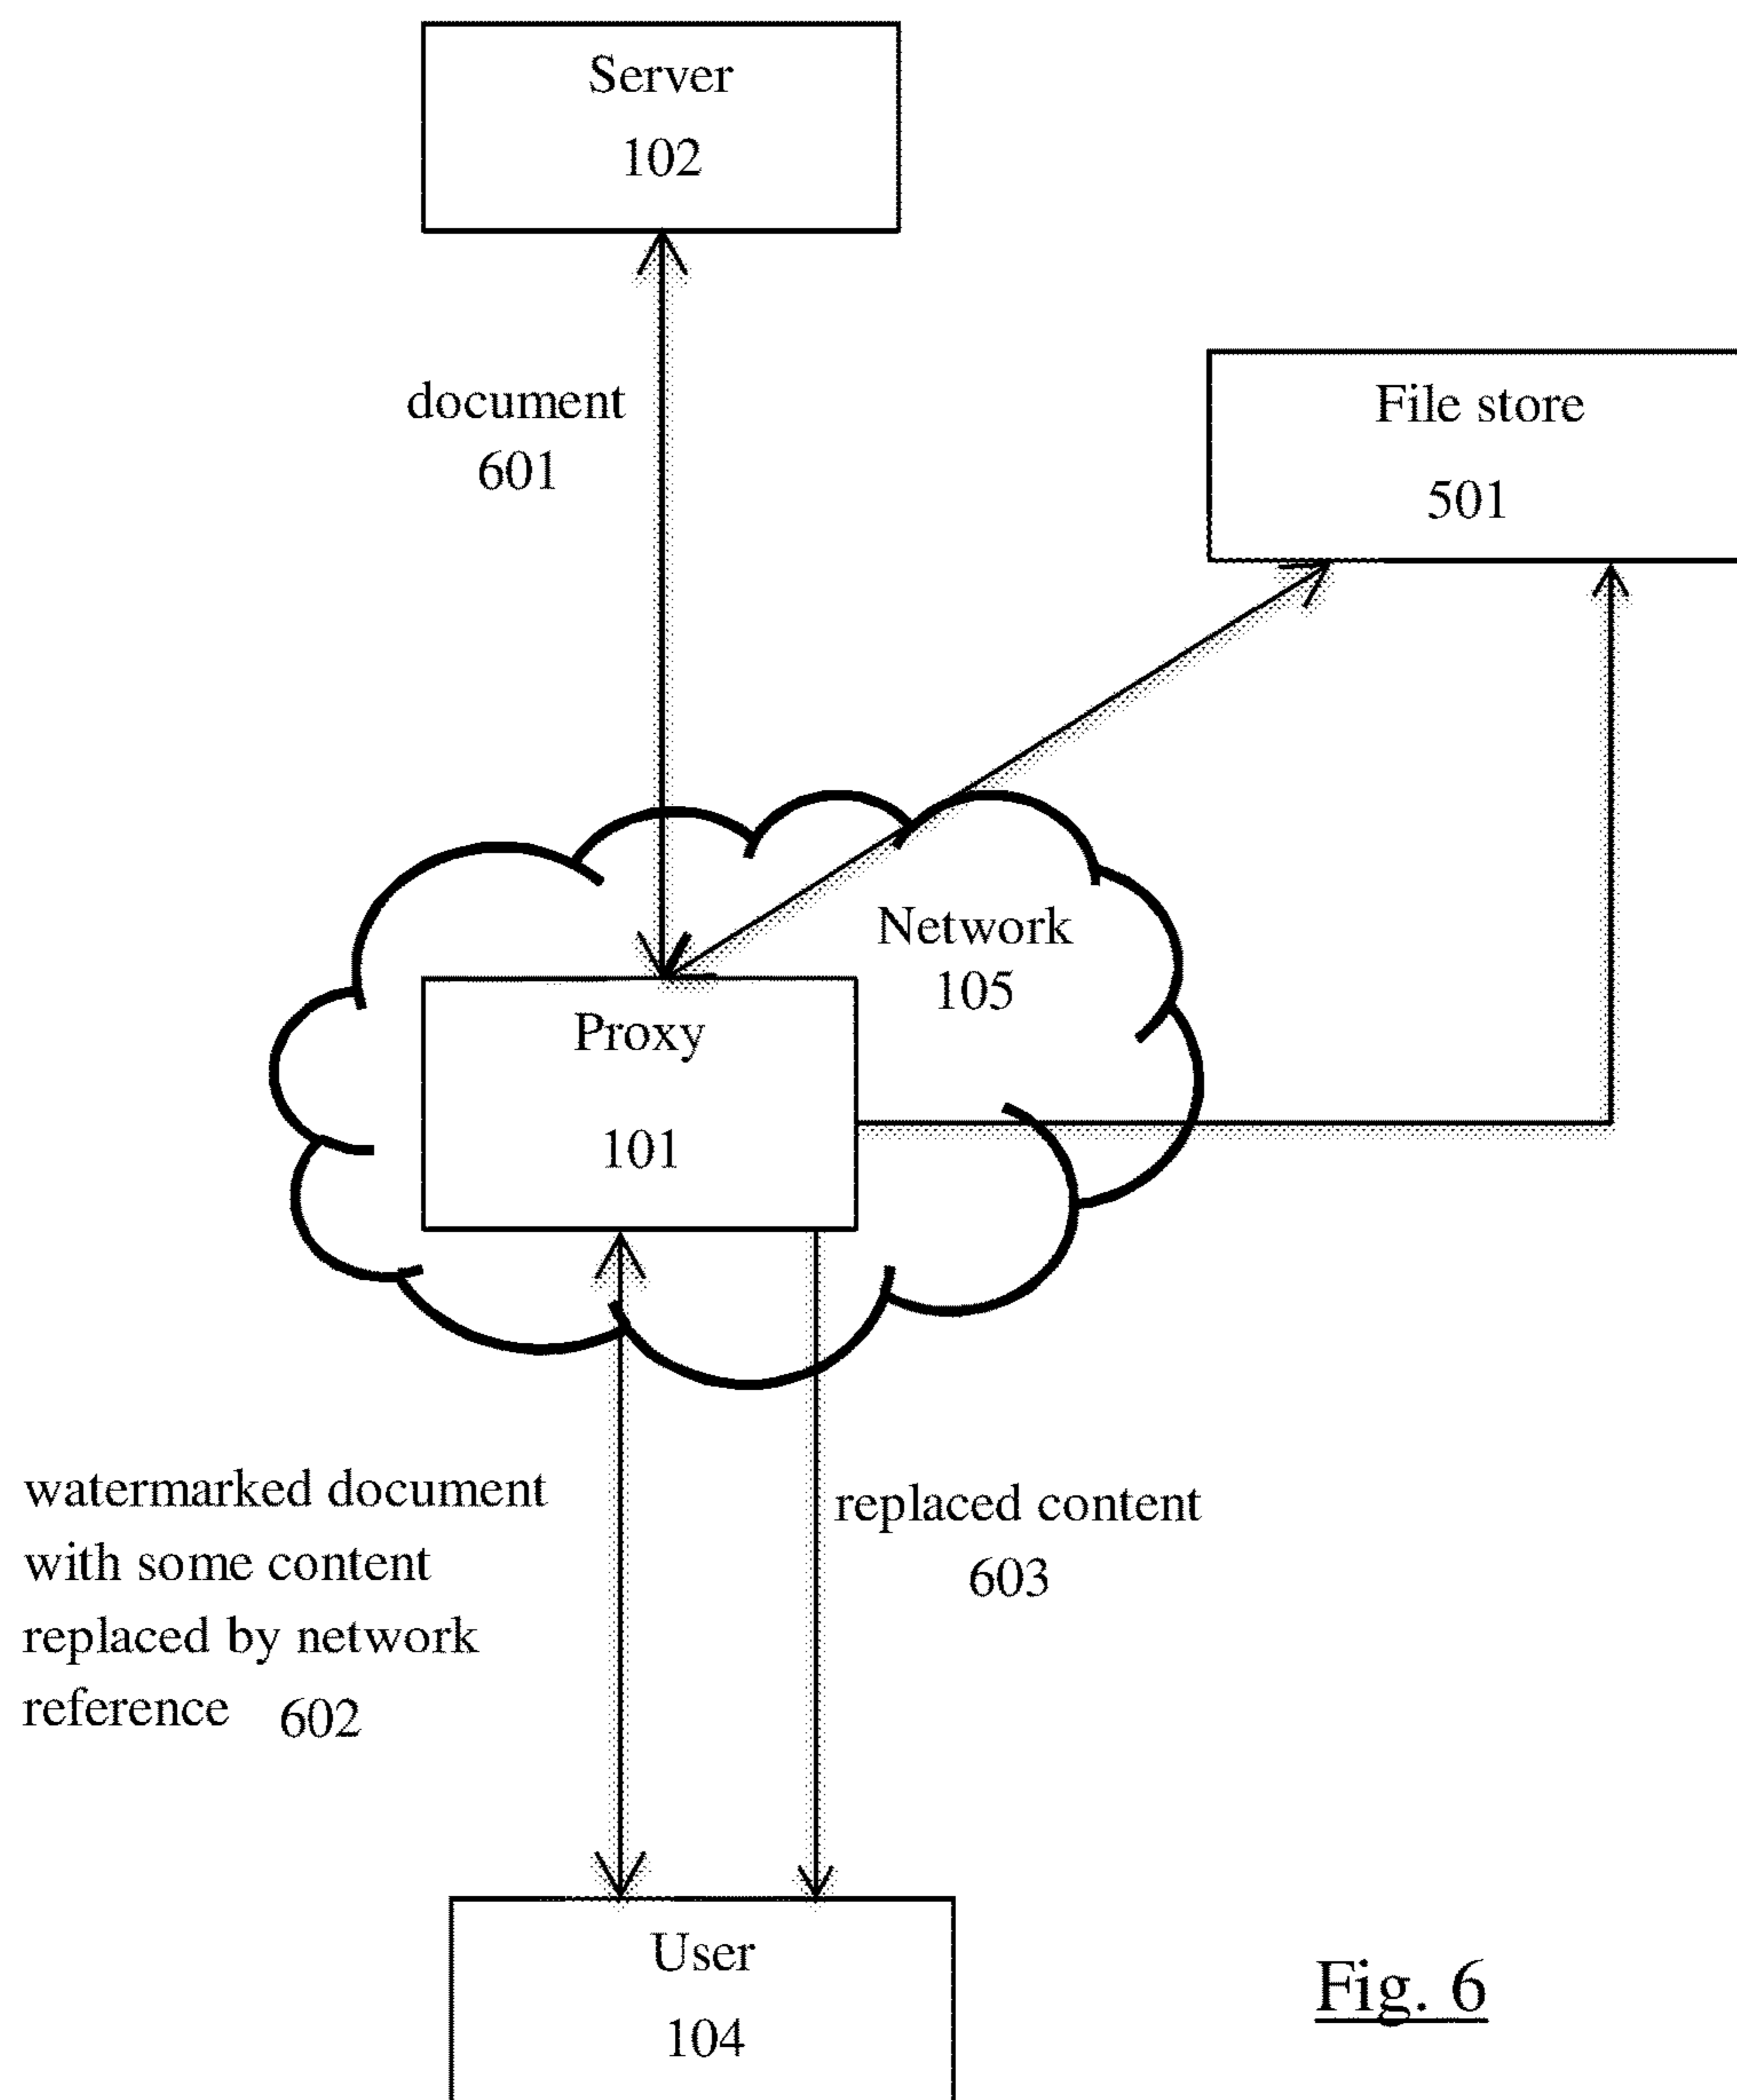 Server
102
document
601
File store
501
Network
105
Proxy
101
watermarked document
with some content
replaced by network
reference 602
replaced content
603
User
104
Fig. 6